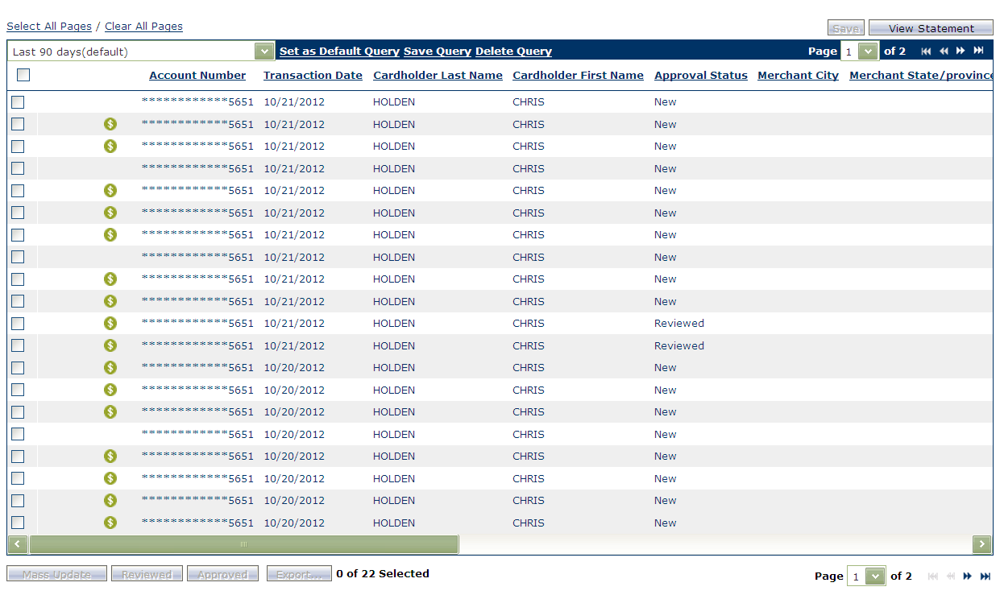 Select All Pages / Clear All Pages Save View Statement
Last 90 days(default) Set as Default Query Save Query Delete Query Page 1 of 2
Account Number Transaction Date Cardholder Last Name Cardholder First Name Approval Status Merchant City Merchant State/province
************5651 10/21/2012 HOLDEN CHRIS New
$ ************5651 10/21/2012 HOLDEN CHRIS New
$ ************5651 10/21/2012 HOLDEN CHRIS New
************5651 10/21/2012 HOLDEN CHRIS New
$ ************5651 10/21/2012 HOLDEN CHRIS New
$ ************5651 10/21/2012 HOLDEN CHRIS New
$ ************5651 10/21/2012 HOLDEN CHRIS New
************5651 10/21/2012 HOLDEN CHRIS New
$ ************5651 10/21/2012 HOLDEN CHRIS New
$ ************5651 10/21/2012 HOLDEN CHRIS New
$ ************5651 10/21/2012 HOLDEN CHRIS Reviewed
$ ************5651 10/21/2012 HOLDEN CHRIS Reviewed
$ ************5651 10/20/2012 HOLDEN CHRIS New
$ ************5651 10/20/2012 HOLDEN CHRIS New
$ ************5651 10/20/2012 HOLDEN CHRIS New
************5651 10/20/2012 HOLDEN CHRIS New
$ ************5651 10/20/2012 HOLDEN CHRIS New
$ ************5651 10/20/2012 HOLDEN CHRIS New
$ ************5651 10/20/2012 HOLDEN CHRIS New
$ ************5651 10/20/2012 HOLDEN CHRIS New
Mass Update Reviewed Approved Export... 0 of 22 Selected Page 1 of 2